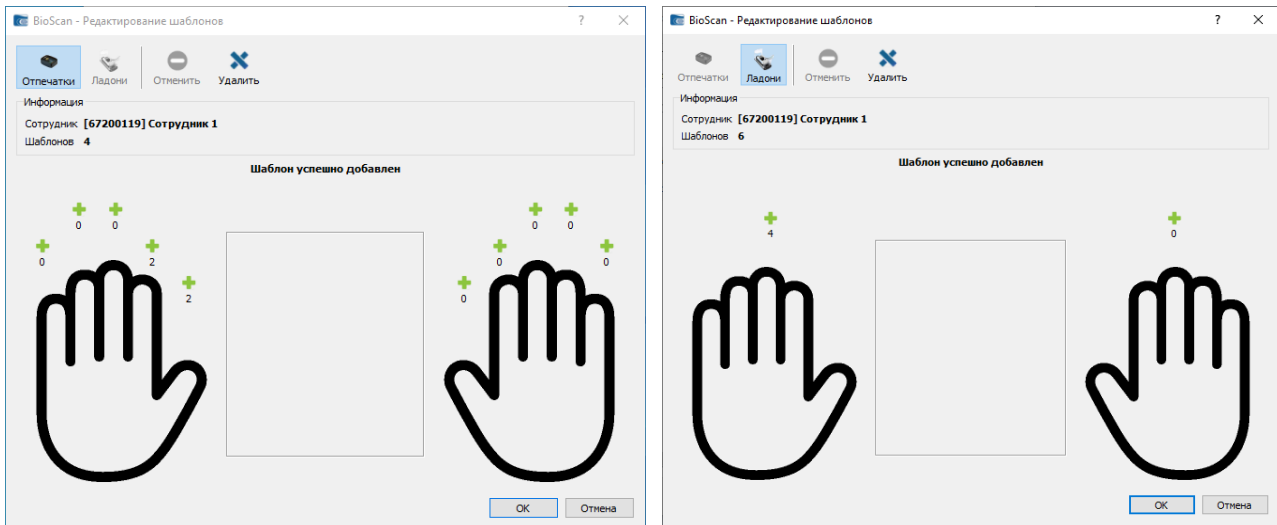 BioScan - Редактирование шаблонов
Отпечатки Ладони Отменить Удалить
Информация
Сотрудник [67200119] Сотрудник 1
Шаблонов 4
Шаблон успешно добавлен
0 0 0 0
0 2 0 0
2 0
OK Отмена
BioScan - Редактирование шаблонов
Отпечатки Ладони Отменить Удалить
Информация
Сотрудник [67200119] Сотрудник 1
Шаблонов 6
Шаблон успешно добавлен
4 0
OK Отмена